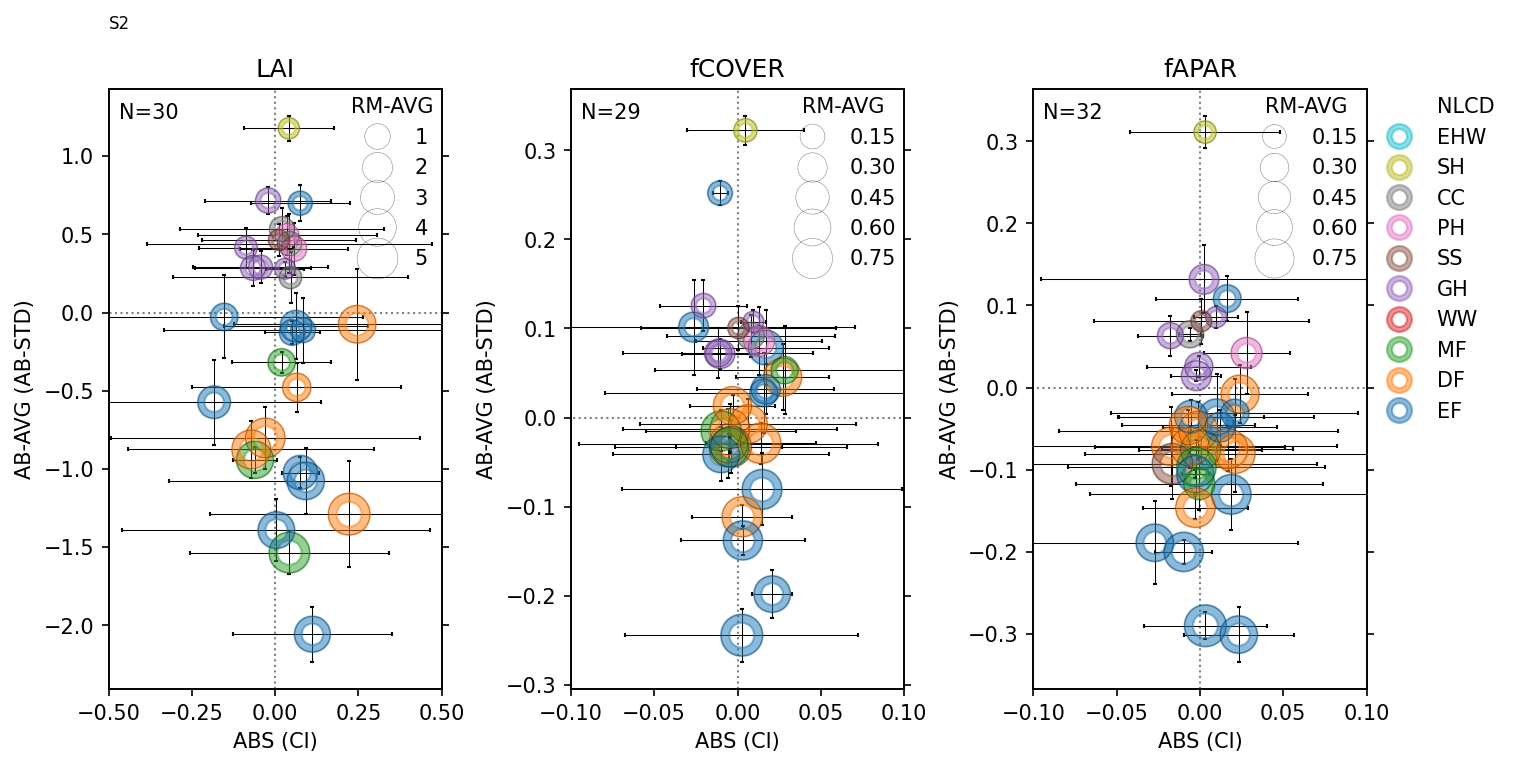 S2
LAI
N=30
RM-AVG
1
2
3
4
5
1.0
0.5
0.0
−0.5
−1.0
−1.5
−2.0
AB-AVG (AB-STD)
−0.50
−0.25
0.00
0.25
0.50
ABS (CI)
fCOVER
N=29
RM-AVG
0.15
0.30
0.45
0.60
0.75
0.3
0.2
0.1
0.0
−0.1
−0.2
−0.3
AB-AVG (AB-STD)
−0.10
−0.05
0.00
0.05
0.10
ABS (CI)
fAPAR
N=32
RM-AVG
0.15
0.30
0.45
0.60
0.75
0.3
0.2
0.1
0.0
−0.1
−0.2
−0.3
AB-AVG (AB-STD)
−0.10
−0.05
0.00
0.05
0.10
ABS (CI)
NLCD
EHW
SH
CC
PH
SS
GH
WW
MF
DF
EF